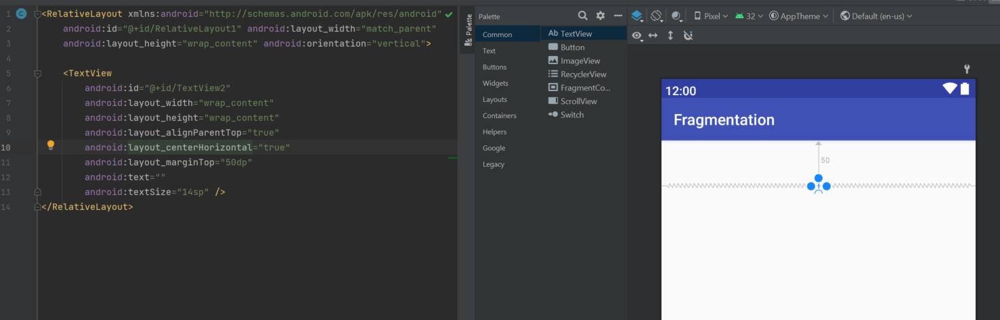 1 <RelativeLayout xmlns:android="http://schemas.android.com/apk/res/android"
2 android:id="@+id/RelativeLayout1" android:layout_width="match_parent"
3 android:layout_height="wrap_content" android:orientation="vertical">
4
5 <TextView
6 android:id="@+id/TextView2"
7 android:layout_width="wrap_content"
8 android:layout_height="wrap_content"
9 android:layout_alignParentTop="true"
10 android:layout_centerHorizontal="true"
11 android:layout_marginTop="50dp"
12 android:text=""
13 android:textSize="14sp" />
14 </RelativeLayout>
C
Palette
Palette
Common
Text
Buttons
Widgets
Layouts
Containers
Helpers
Google
Legacy
Ab TextView
Button
ImageView
RecyclerView
FragmentCo...
ScrollView
Switch
Pixel
32
AppTheme
Default (en-us)
12:00
Fragmentation
50